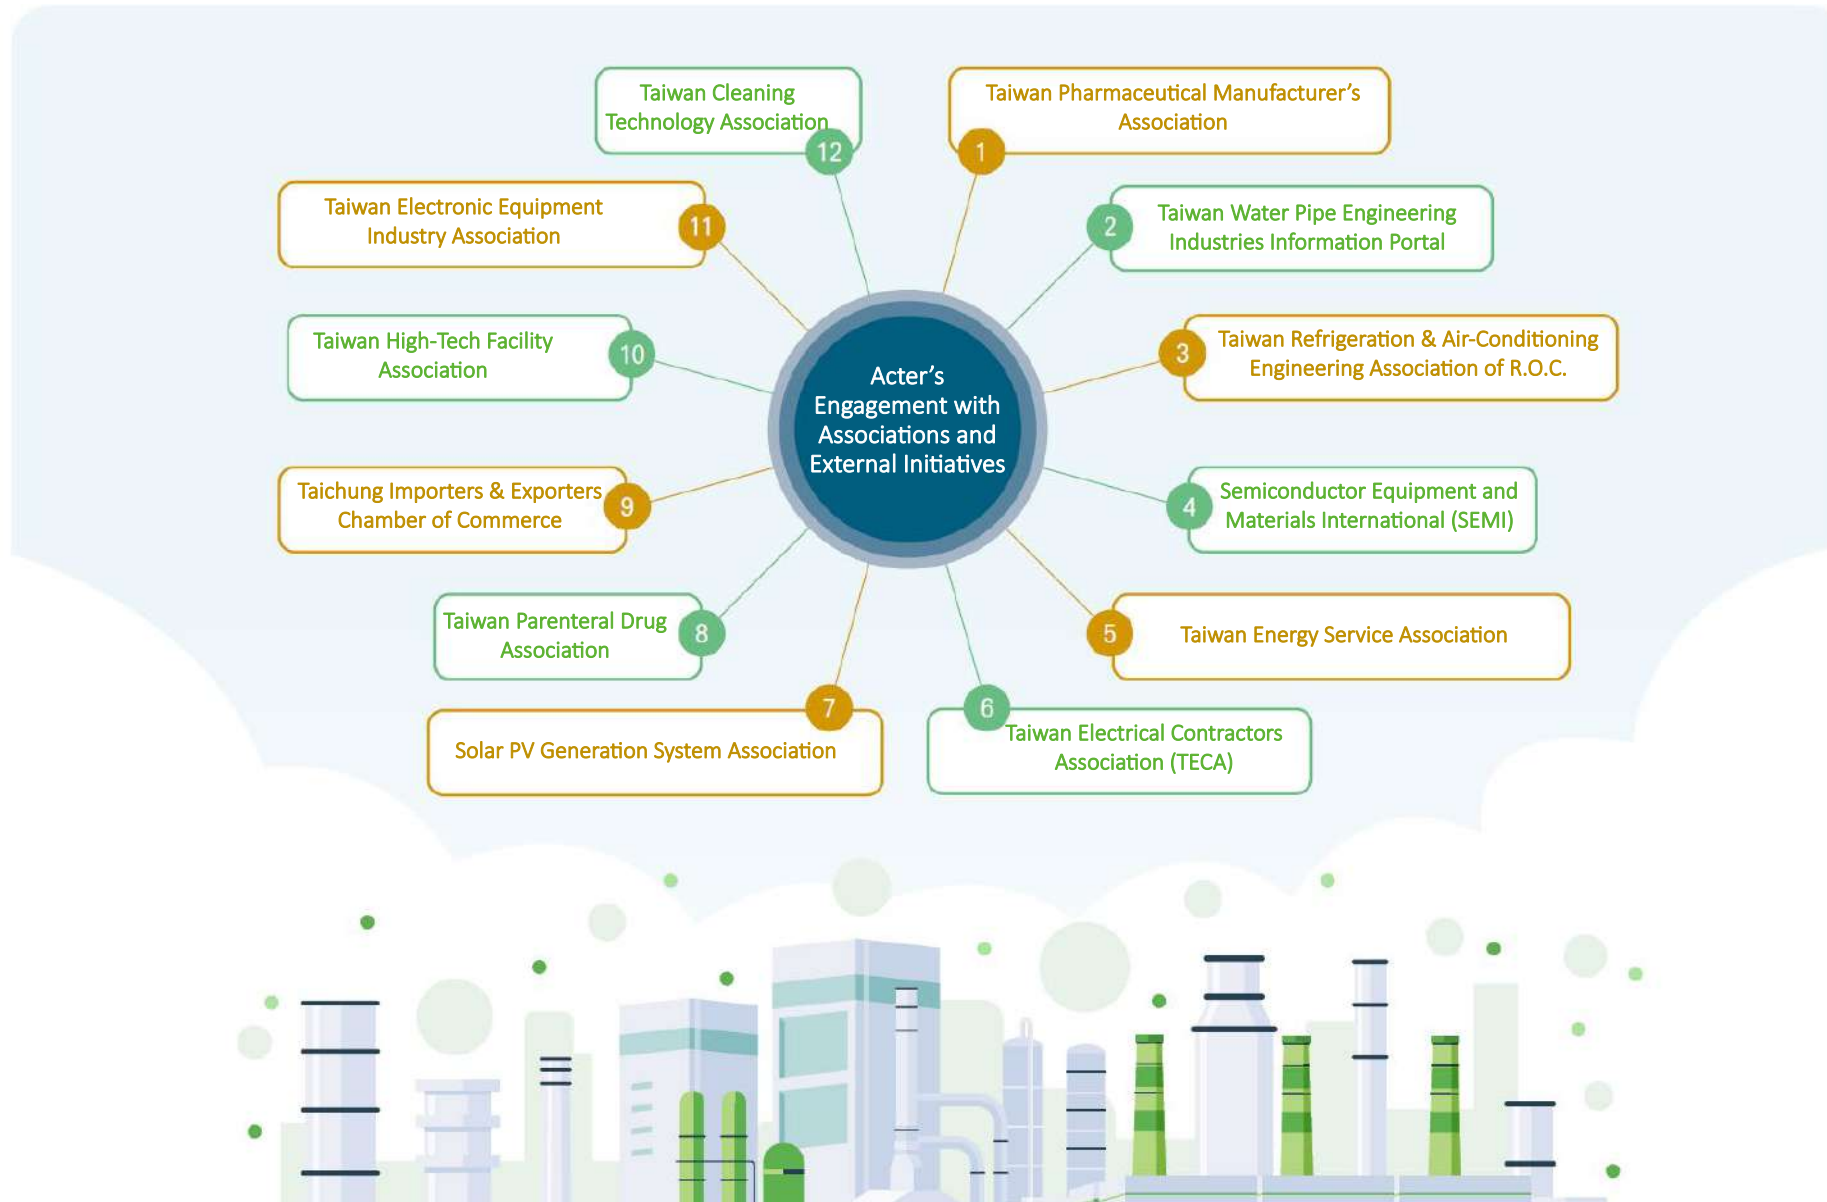 Acter's
Engagement with
Associations and
External Initiatives
1
Taiwan Pharmaceutical Manufacturer's
Association
2
Taiwan Water Pipe Engineering
Industries Information Portal
3
Taiwan Refrigeration & Air-Conditioning
Engineering Association of R.O.C.
4
Semiconductor Equipment and
Materials International (SEMI)
5
Taiwan Energy Service Association
6
Taiwan Electrical Contractors
Association (TECA)
7
Solar PV Generation System Association
8
Taiwan Parenteral Drug
Association
9
Taichung Importers & Exporters
Chamber of Commerce
10
Taiwan High-Tech Facility
Association
11
Taiwan Electronic Equipment
Industry Association
12
Taiwan Cleaning
Technology Association